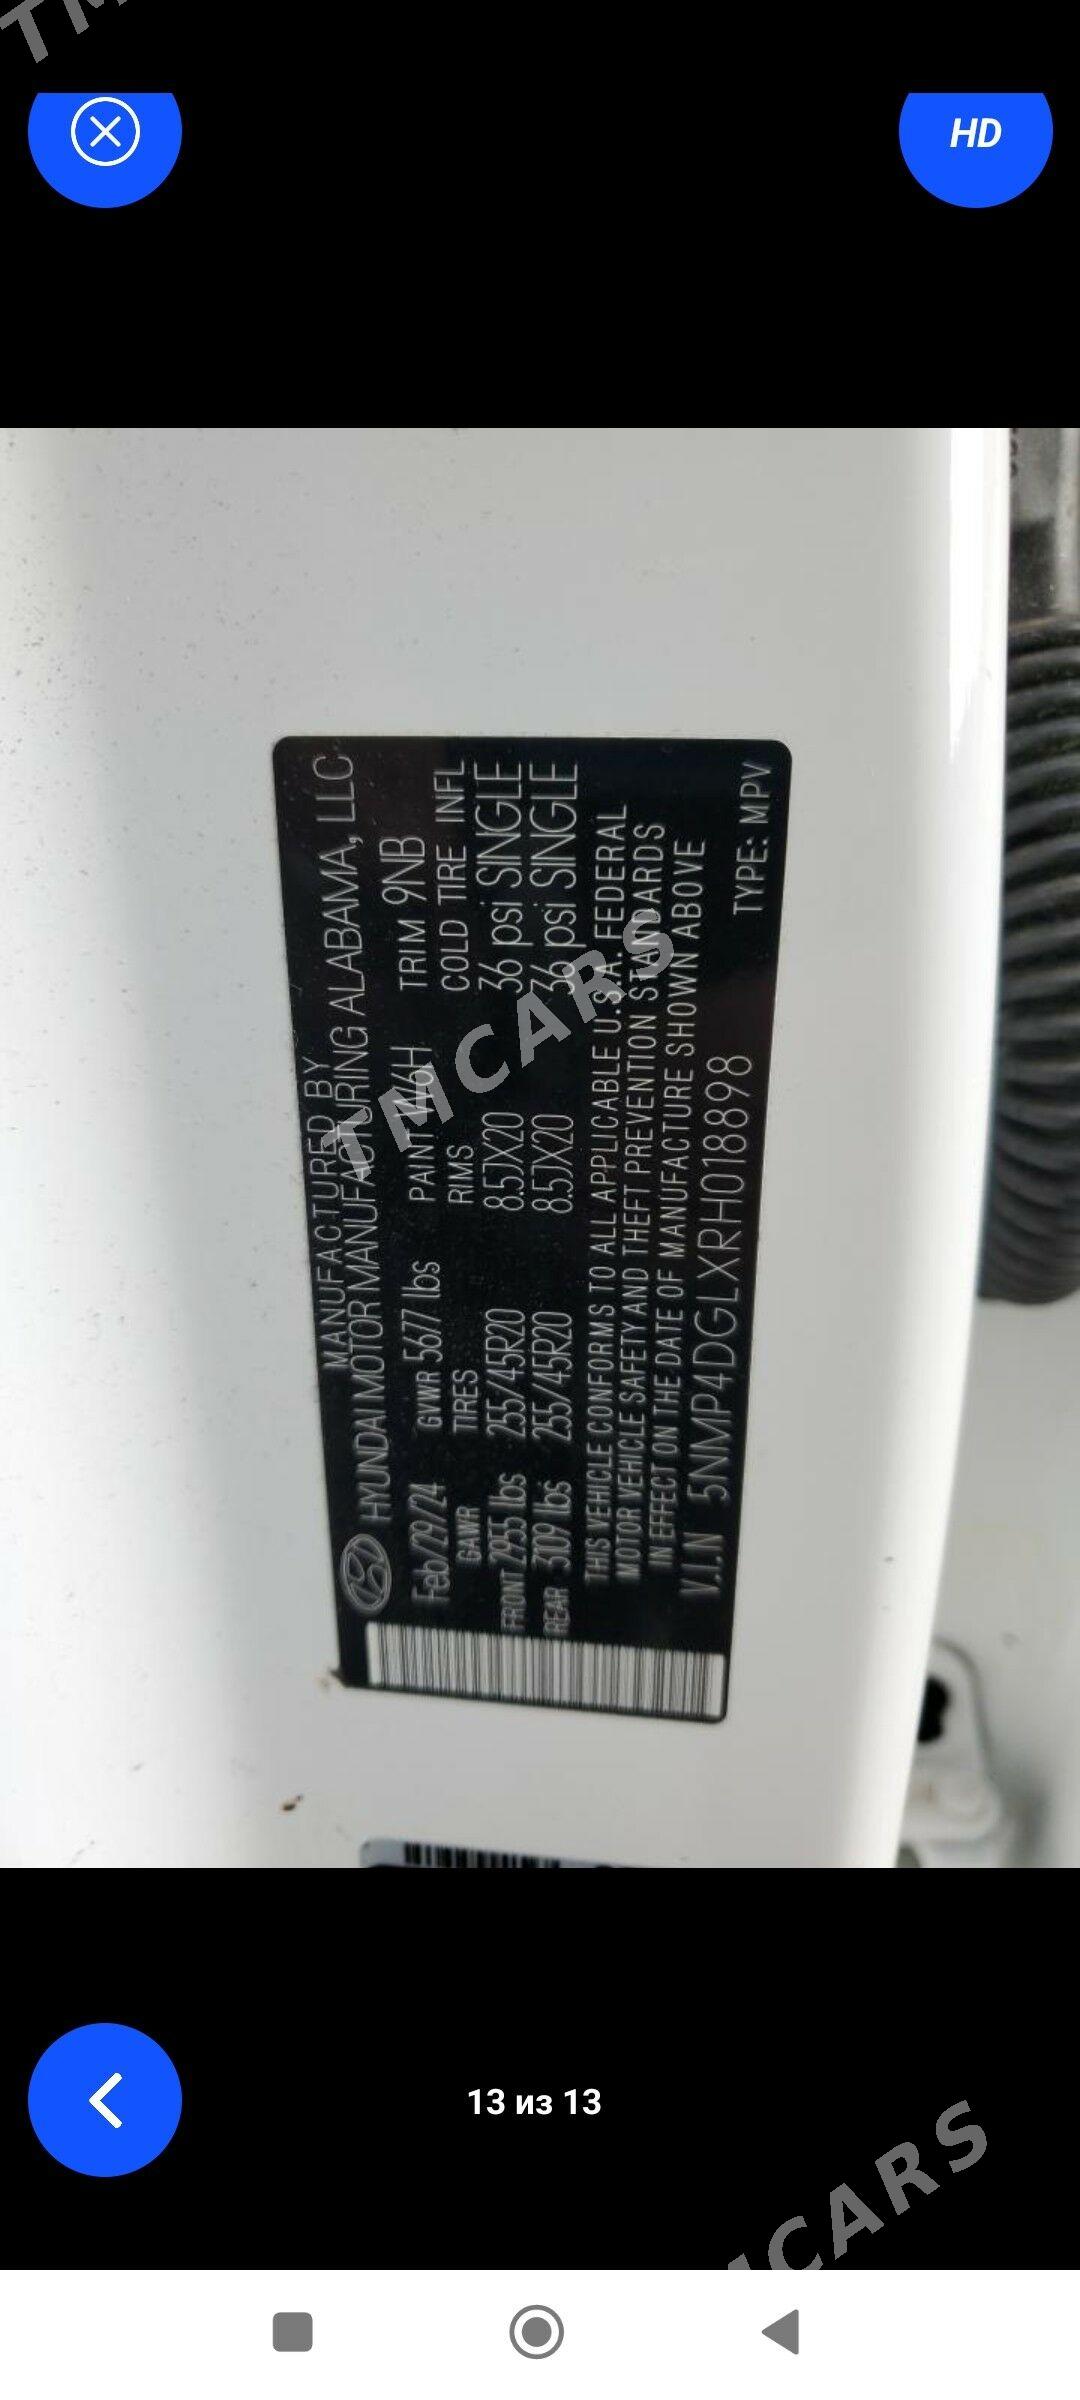 HD
MANUFACTURED BY
HYUNDAI MOTOR MANUFACTURING ALABAMA, LLC
Feb/29/24 GVWR 5677 lbs PAINT W6H TRIM 9NB
GAWR TIRES RIMS COLD TIRE INFL
FRONT 2955 lbs 255/45R20 8.5JX20 36 psi SINGLE
REAR 3109 lbs 255/45R20 8.5JX20 36 psi SINGLE
THIS VEHICLE CONFORMS TO ALL APPLICABLE U.S.A. FEDERAL
MOTOR VEHICLE SAFETY AND THEFT PREVENTION STANDARDS
IN EFFECT ON THE DATE OF MANUFACTURE SHOWN ABOVE
V.I.N 5NMP4DGLXRH018898
TYPE: MPV
TMCARS
13 из 13